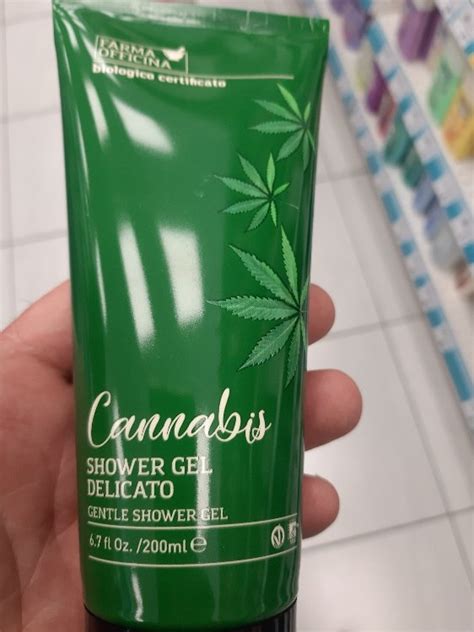 FARMA
OFFICINA
biologico certificato
Cannabis
SHOWER GEL
DELICATO
GENTLE SHOWER GEL
6.7 fl Oz. /200ml e